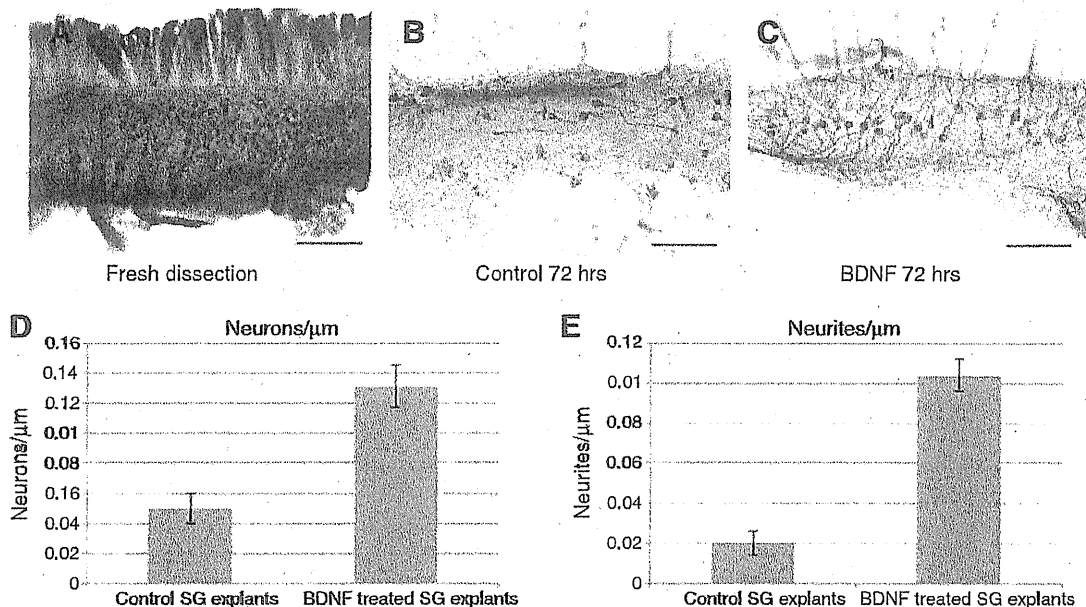 A
B
C
Fresh dissection
Control 72 hrs
BDNF 72 hrs
D
Neurons/µm
0.16
0.14
0.13
0.12
0.01
0.08
0.16
0.04
0.02
0
Neurons/µm
Control SG explants
BDNF treated SG explants
E
Neurites/µm
0.12
0.01
0.08
0.06
0.04
0.02
0
Neurites/µm
Control SG explants
BDNF treated SG explants